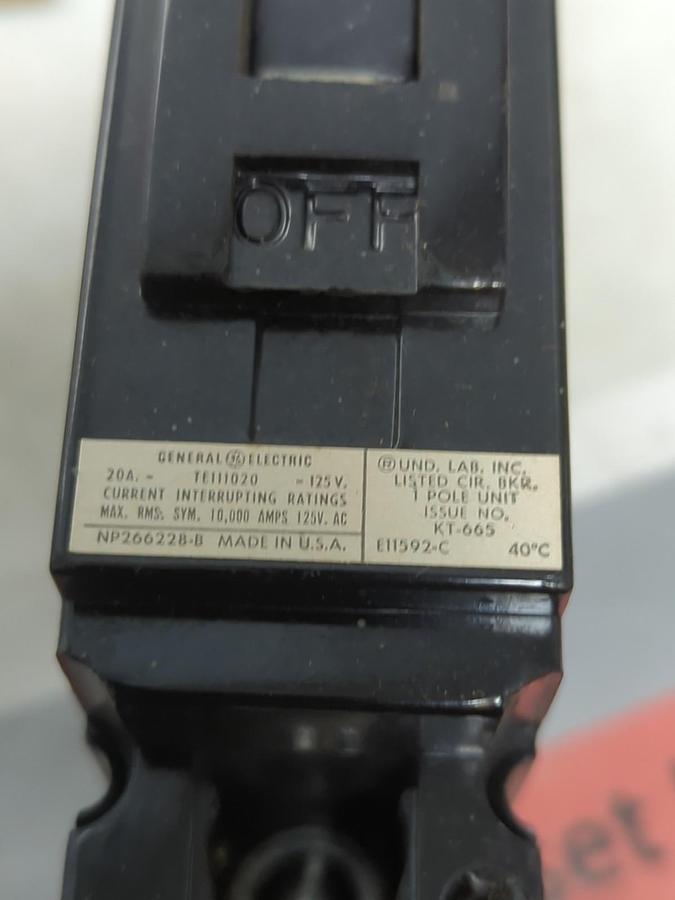 OFF
GENERAL GE ELECTRIC
20A. - TE111020 - 125V.
CURRENT INTERRUPTING RATINGS
MAX. RMS. SYM. 10,000 AMPS 125V. AC
NP266228-B MADE IN U.S.A.
®UND. LAB. INC.
LISTED CIR. BKR.
1 POLE UNIT
ISSUE NO.
KT-665
E11592-C 40°C